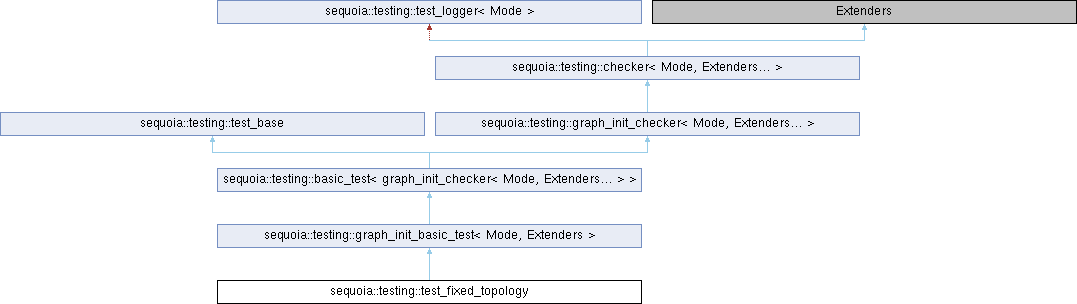 sequoia::testing::test_logger< Mode >
Extenders
sequoia::testing::checker< Mode, Extenders... >
sequoia::testing::test_base
sequoia::testing::graph_init_checker< Mode, Extenders... >
sequoia::testing::basic_test< graph_init_checker< Mode, Extenders... > >
sequoia::testing::graph_init_basic_test< Mode, Extenders >
sequoia::testing::test_fixed_topology